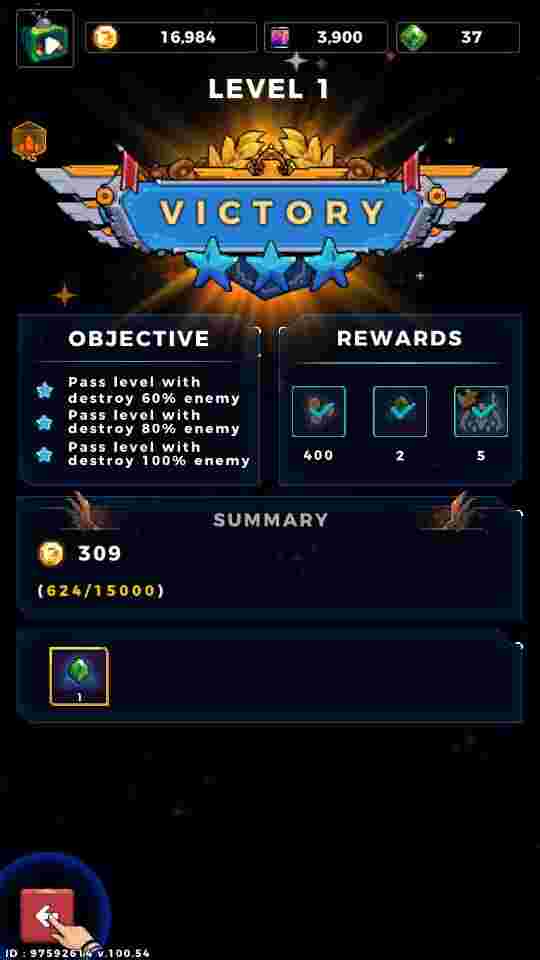 16,984
3,900
37
LEVEL 1
VICTORY
OBJECTIVE
Pass level with
destroy 60% enemy
Pass level with
destroy 80% enemy
Pass level with
destroy 100% enemy
REWARDS
400
2
5
SUMMARY
309
(624/15000)
1
ID : 97592614 v.100.54